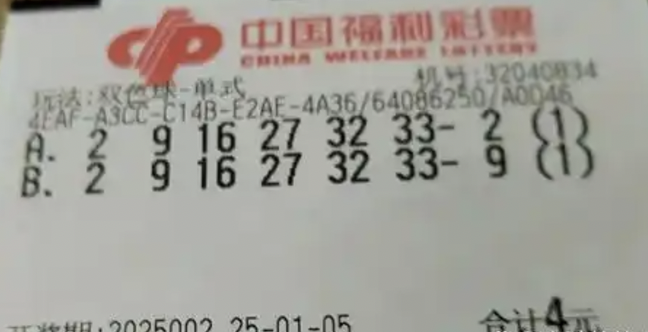 中国福利彩票
CHINA WELFARE LOTTERY
玩法:双色球-单式 机号:32040834
4EAF-A3CC-C14B-E2AE-4A36/64086250/A0046
A. 2 9 16 27 32 33- 2 (1)
B. 2 9 16 27 32 33- 9 (1)
开奖期:2025002 25-01-05 合计4元